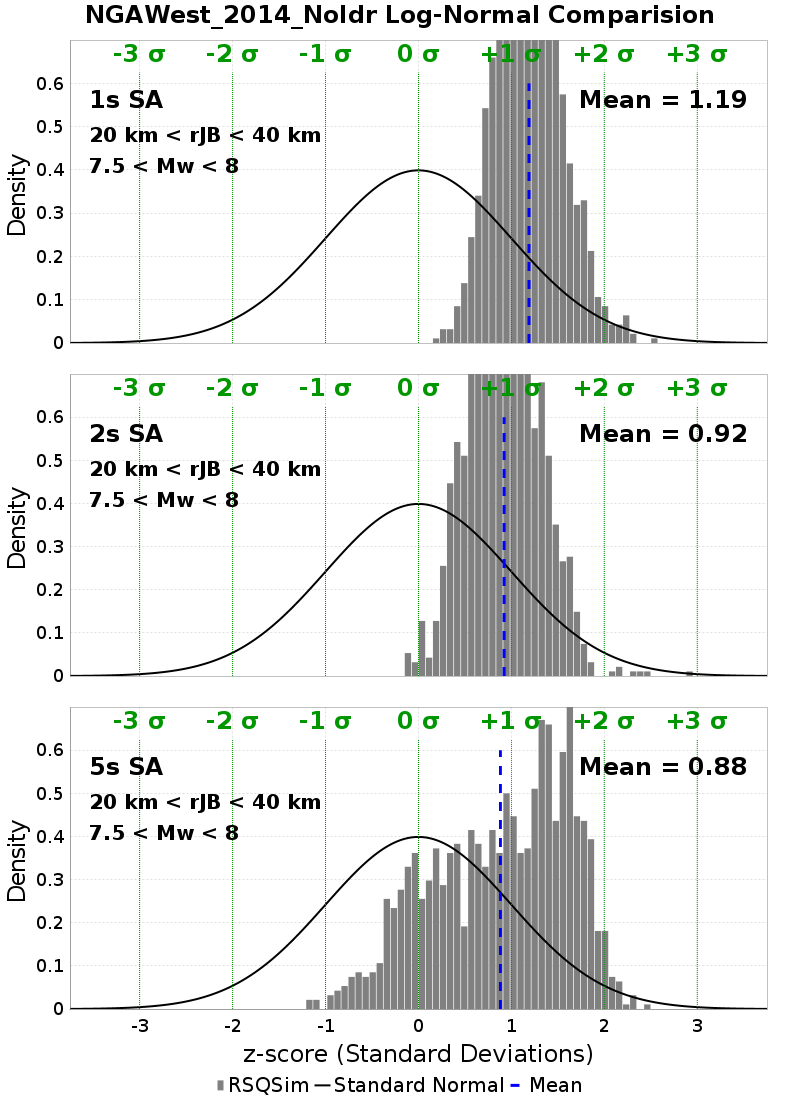 NGAWest_2014_NoIdr Log-Normal Comparision
-3 σ -2 σ -1 σ 0 σ +1 σ +2 σ +3 σ
0.6
1s SA Mean = 1.19
0.5
20 km < rJB < 40 km
7.5 < Mw < 8
0.4
0.3
0.2
0.1
0
Density
-3 σ -2 σ -1 σ 0 σ +1 σ +2 σ +3 σ
0.6
2s SA Mean = 0.92
0.5
20 km < rJB < 40 km
7.5 < Mw < 8
0.4
0.3
0.2
0.1
0
Density
-3 σ -2 σ -1 σ 0 σ +1 σ +2 σ +3 σ
0.6
5s SA Mean = 0.88
0.5
20 km < rJB < 40 km
7.5 < Mw < 8
0.4
0.3
0.2
0.1
0
Density
-3 -2 -1 0 1 2 3
z-score (Standard Deviations)
RSQSim Standard Normal Mean